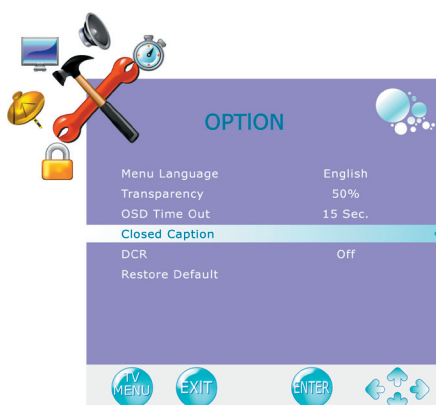 OPTION
Menu Language English
Transparency 50%
OSD Time Out 15 Sec.
Closed Caption
DCR Off
Restore Default
TV MENU EXIT ENTER